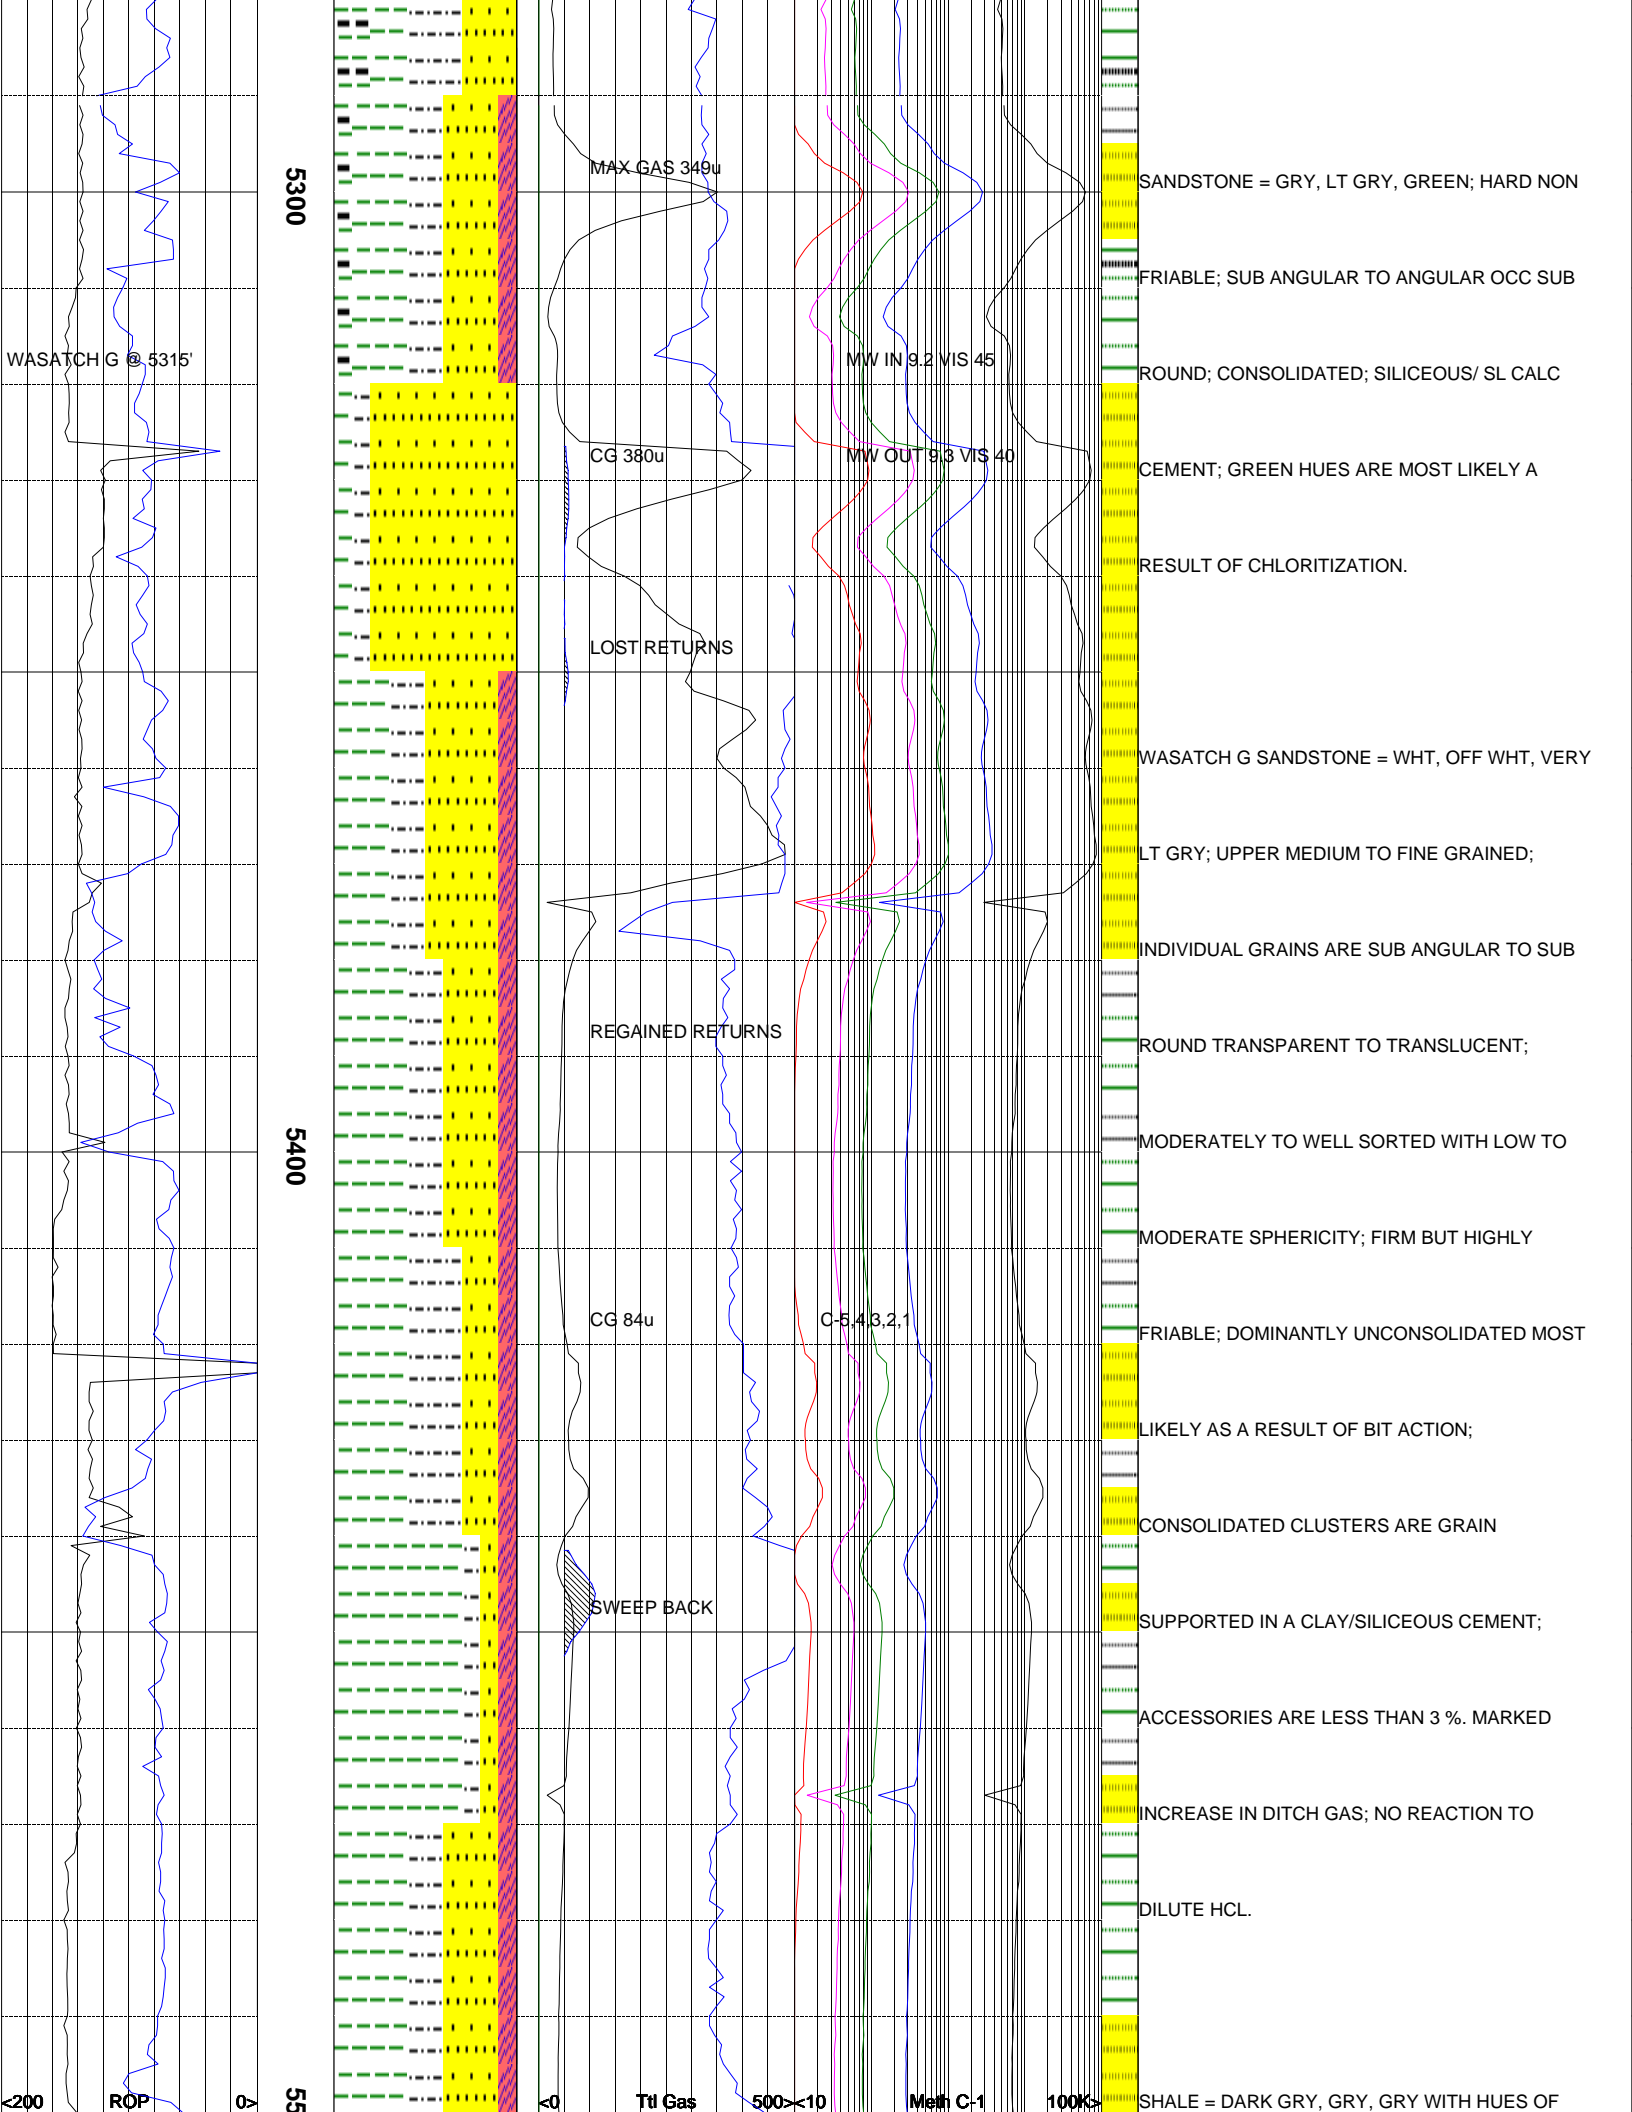 MAX GAS 349u
5300
SANDSTONE = GRY, LT GRY, GREEN; HARD NON
FRIABLE; SUB ANGULAR TO ANGULAR OCC SUB
WASATCH G @ 5315'
MW IN 9.2 VIS 45
ROUND; CONSOLIDATED; SILICEOUS/ SL CALC
CG 380u
MW OUT 9.3 VIS 40
CEMENT; GREEN HUES ARE MOST LIKELY A
RESULT OF CHLORITIZATION.
LOST RETURNS
WASATCH G SANDSTONE = WHT, OFF WHT, VERY
LT GRY; UPPER MEDIUM TO FINE GRAINED;
INDIVIDUAL GRAINS ARE SUB ANGULAR TO SUB
REGAINED RETURNS
ROUND TRANSPARENT TO TRANSLUCENT;
5400
MODERATELY TO WELL SORTED WITH LOW TO
MODERATE SPHERICITY; FIRM BUT HIGHLY
CG 84u
C-5,4,3,2,1
FRIABLE; DOMINANTLY UNCONSOLIDATED MOST
LIKELY AS A RESULT OF BIT ACTION;
CONSOLIDATED CLUSTERS ARE GRAIN
SWEEP BACK
SUPPORTED IN A CLAY/SILICEOUS CEMENT;
ACCESSORIES ARE LESS THAN 3 %. MARKED
INCREASE IN DITCH GAS; NO REACTION TO
DILUTE HCL.
<200 ROP 0>
55
<0 Ttl Gas 500>
<10 Meth C-1 100K>
SHALE = DARK GRY, GRY, GRY WITH HUES OF